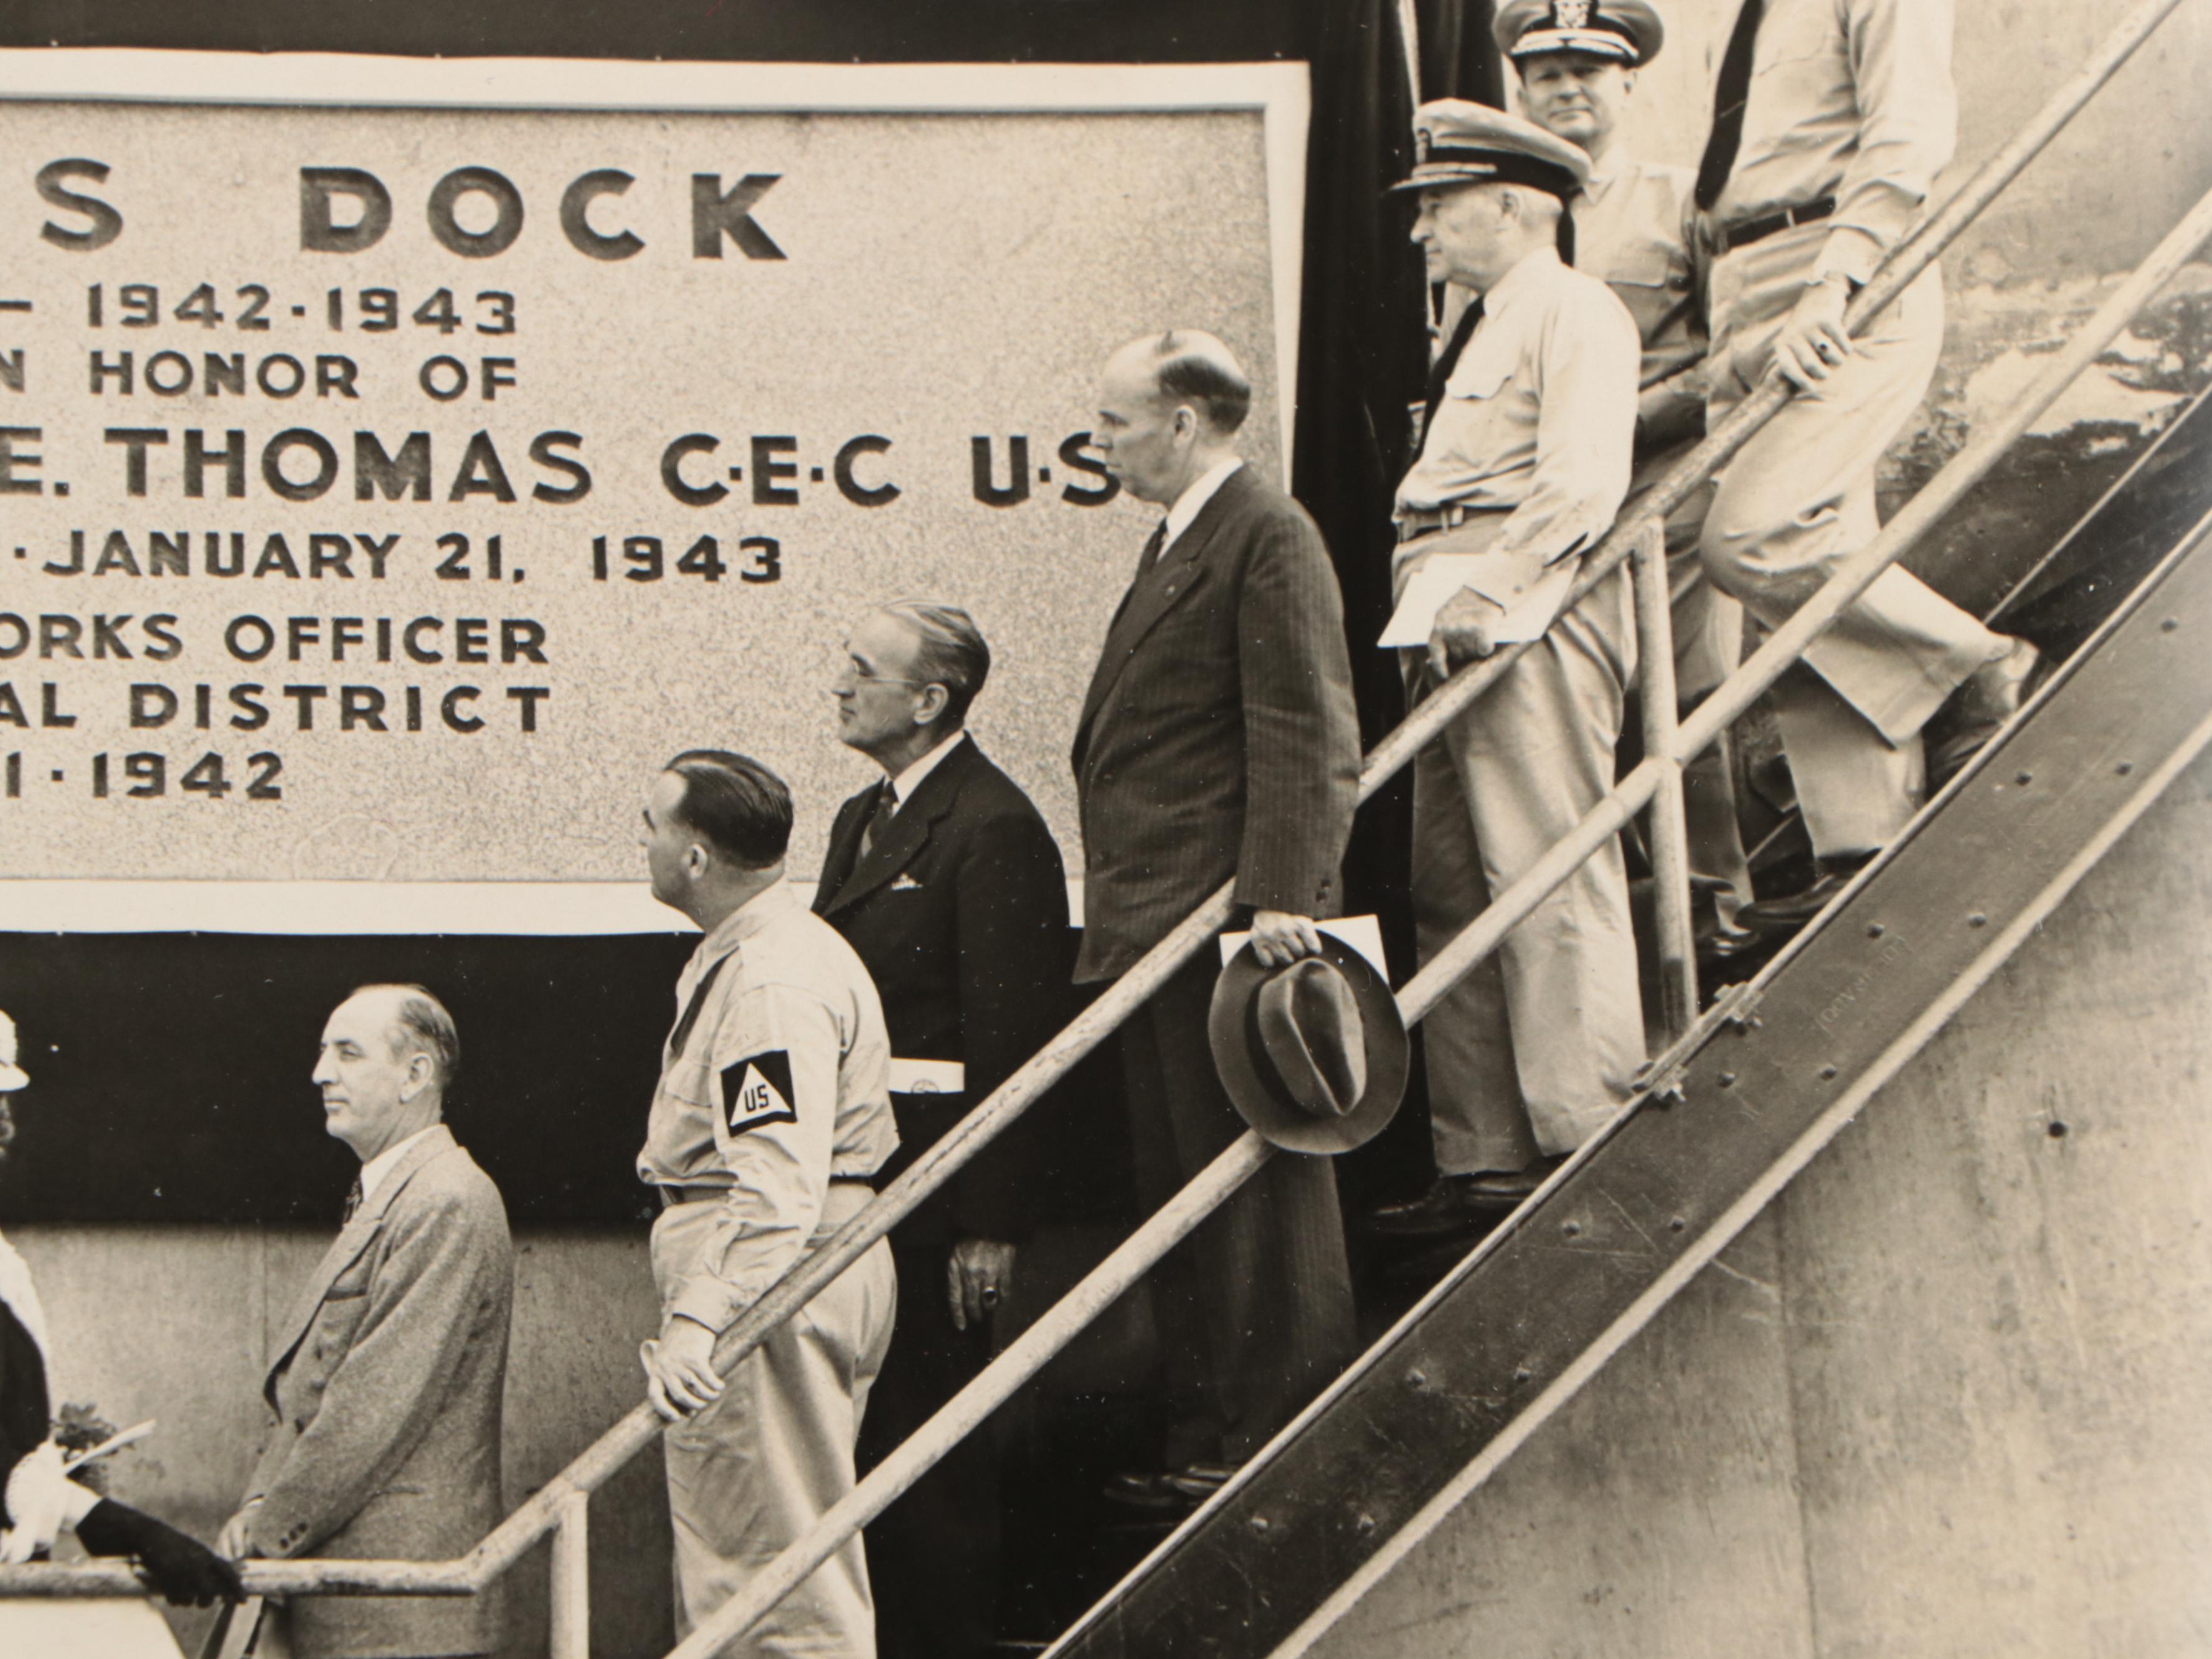 S DOCK
— 1942·1943
N HONOR OF
E. THOMAS C·E·C U·S
·JANUARY 21, 1943
ORKS OFFICER
AL DISTRICT
1·1942
US